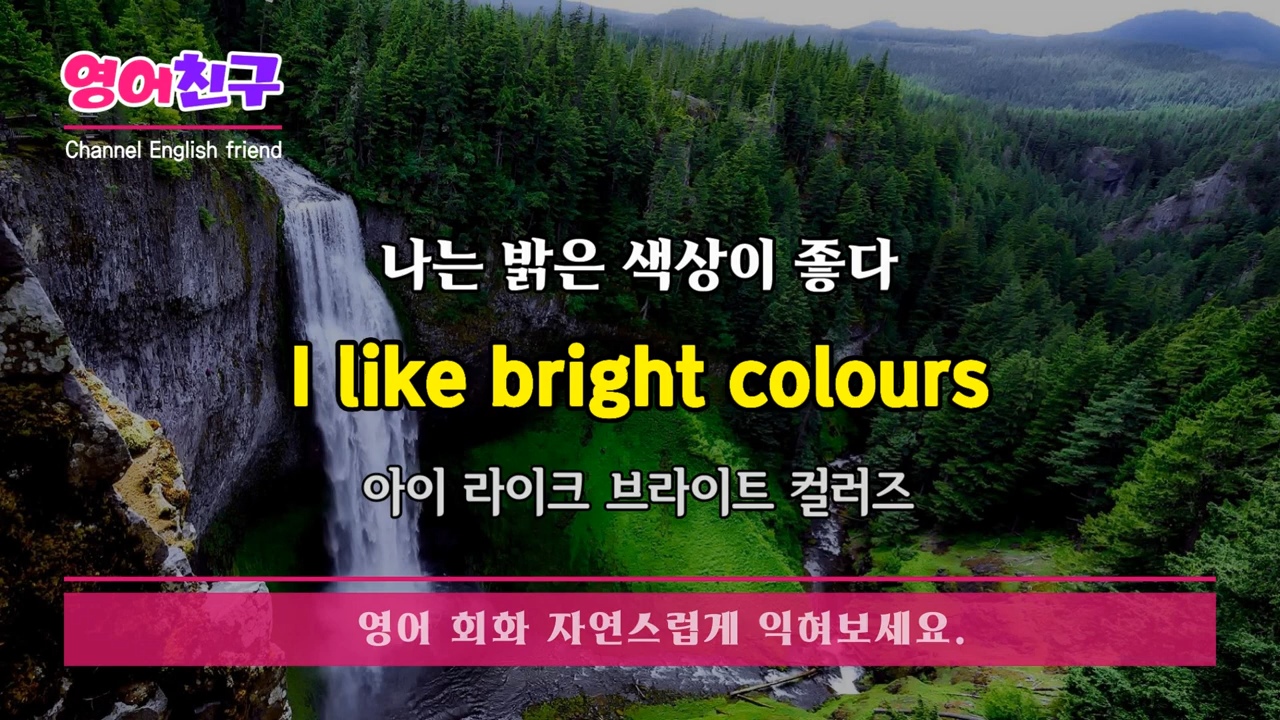 영어친구
Channel English friend
나는 밝은 색상이 좋다
I like bright colours
아이 라이크 브라이트 컬러즈
영어 회화 자연스럽게 익혀보세요.